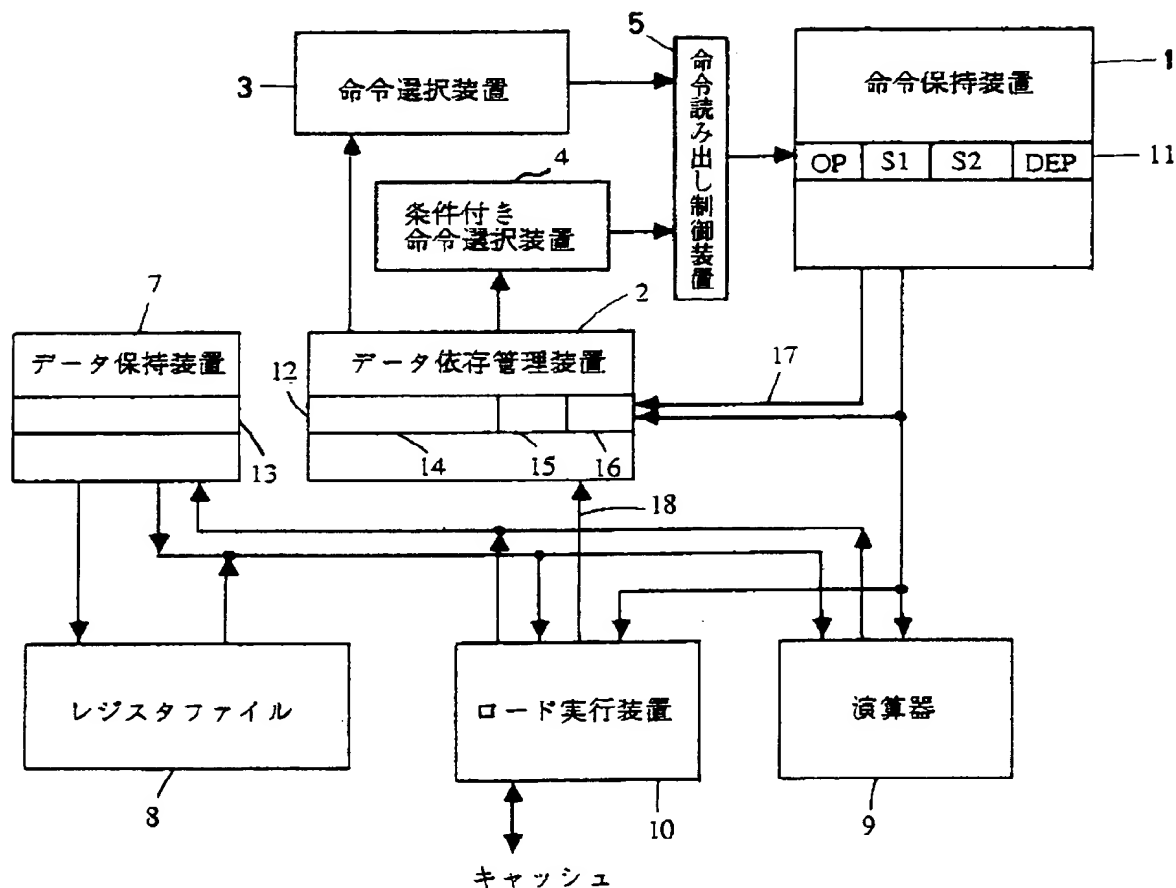 5
命令読み出し制御装置
3
命令選択装置
1
命令保持装置
OP S1 S2 DEP
11
4
条件付き
命令選択装置
7
データ保持装置
13
2
データ依存管理装置
12
14
15
16
17
18
レジスタファイル
8
ロード実行装置
10
演算器
9
キャッシュ